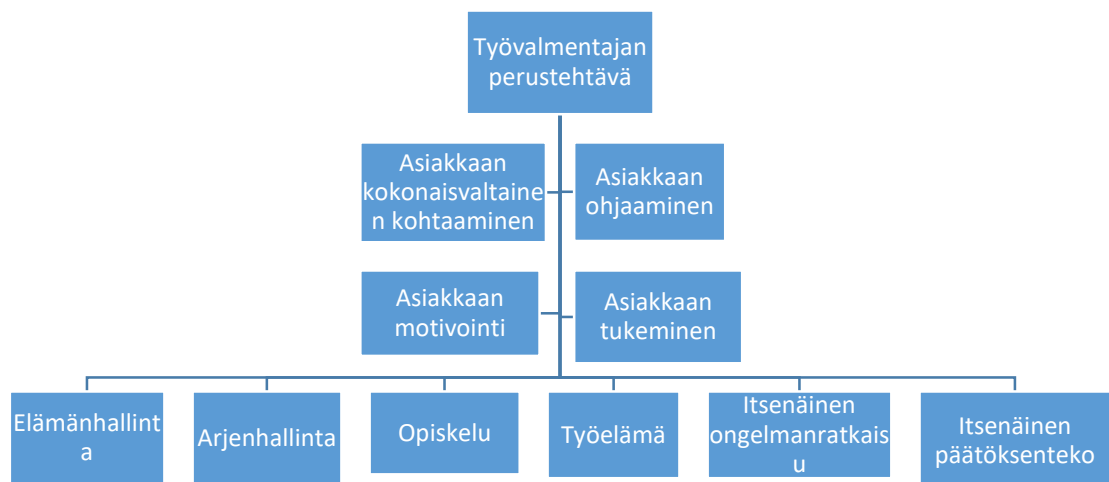 Työvalmentajan
perustehtävä
Asiakkaan
kokonaisvaltaine
n kohtaaminen
Asiakkaan
ohjaaminen
Asiakkaan
motivointi
Asiakkaan
tukeminen
Elämänhallint
a
Arjenhallinta
Opiskelu
Työelämä
Itsenäinen
ongelmanratkais
u
Itsenäinen
päätöksenteko